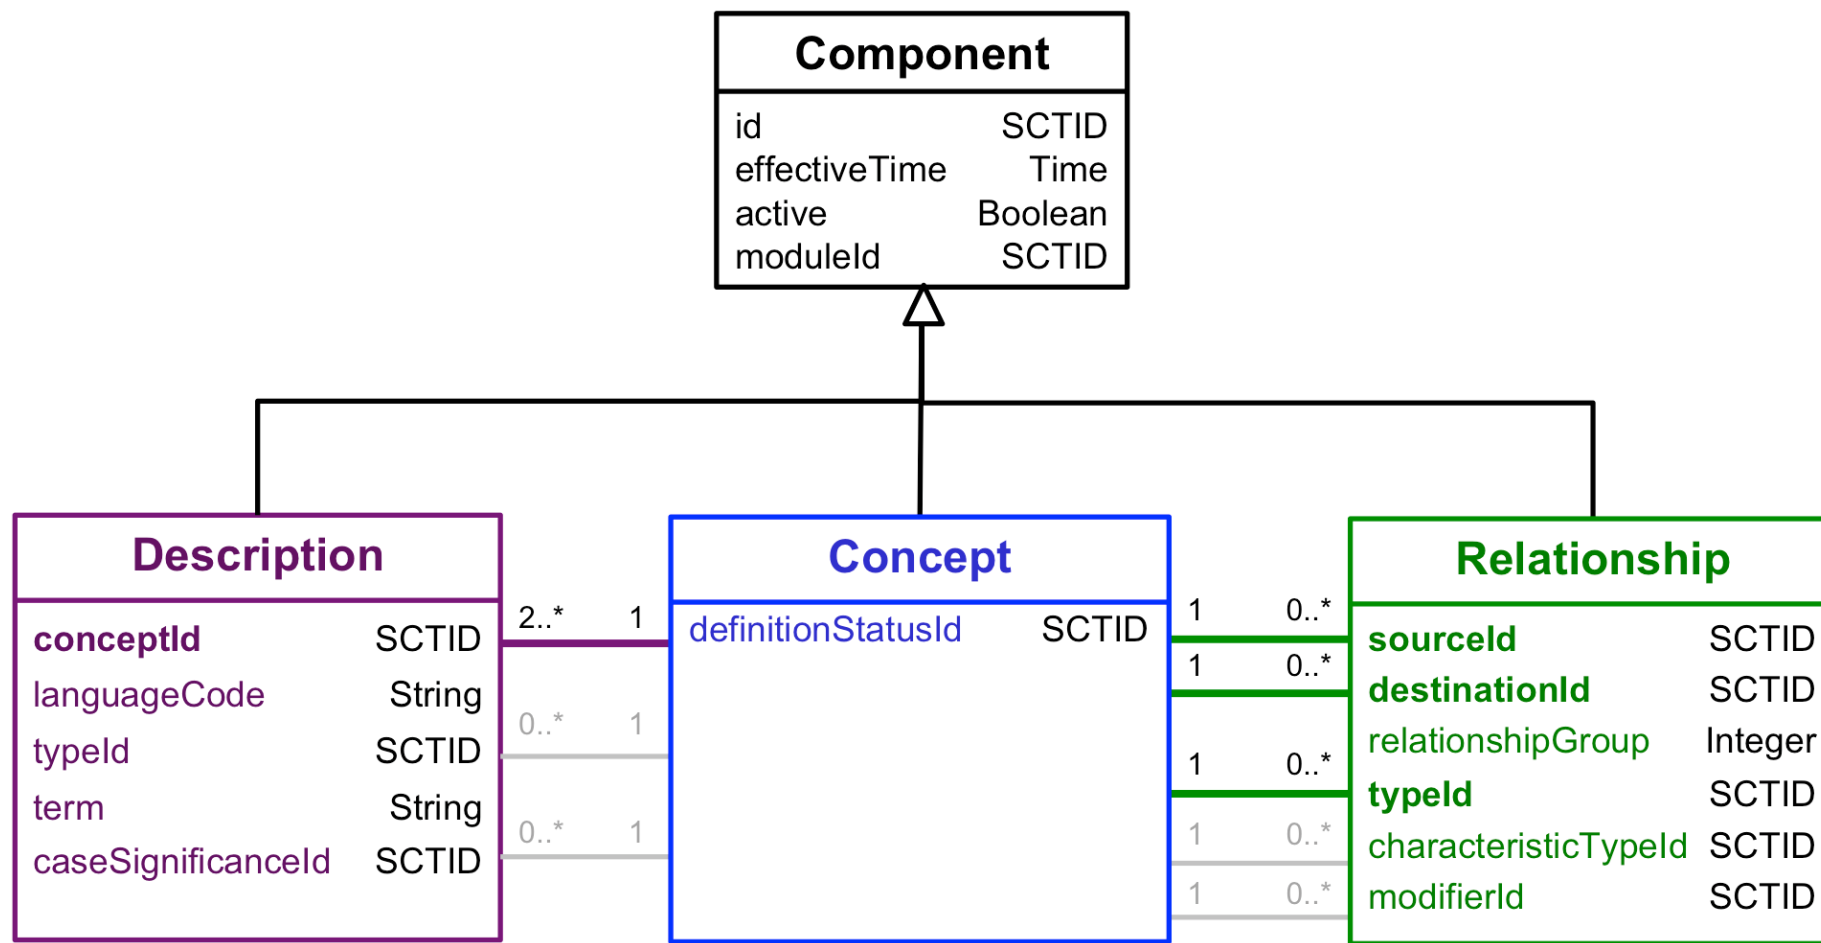 Component
id SCTID
effectiveTime Time
active Boolean
moduleId SCTID
Description
conceptId SCTID
languageCode String
typeId SCTID
term String
caseSignificanceId SCTID
2..* 1
0..* 1
0..* 1
Concept
definitionStatusId SCTID
1 0..*
1 0..*
1 0..*
1 0..*
1 0..*
Relationship
sourceId SCTID
destinationId SCTID
relationshipGroup Integer
typeId SCTID
characteristicTypeId SCTID
modifierId SCTID